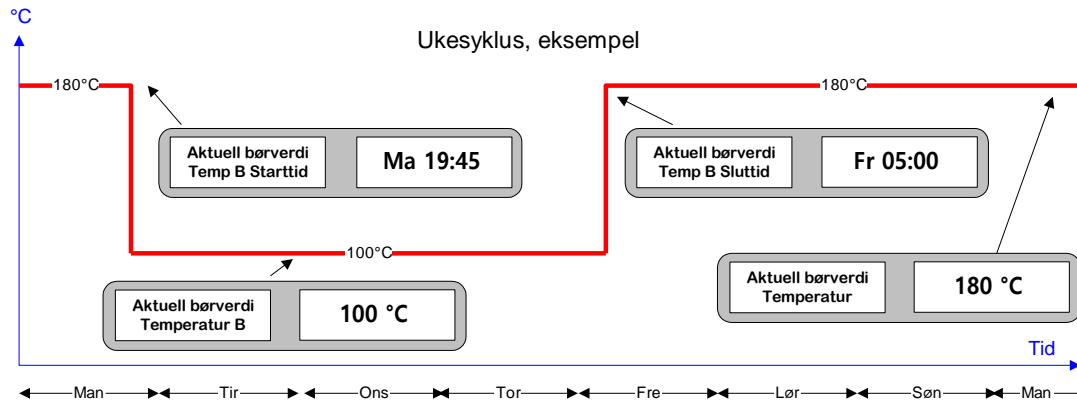 °C
Ukesyklus, eksempel
180°C
180°C
Aktuell børverdi
Temp B Starttid
Ma 19:45
Aktuell børverdi
Temp B Sluttid
Fr 05:00
100°C
Aktuell børverdi
Temperatur B
100 °C
Aktuell børverdi
Temperatur
180 °C
Tid
Man Tir Ons Tor Fre Lør Søn Man